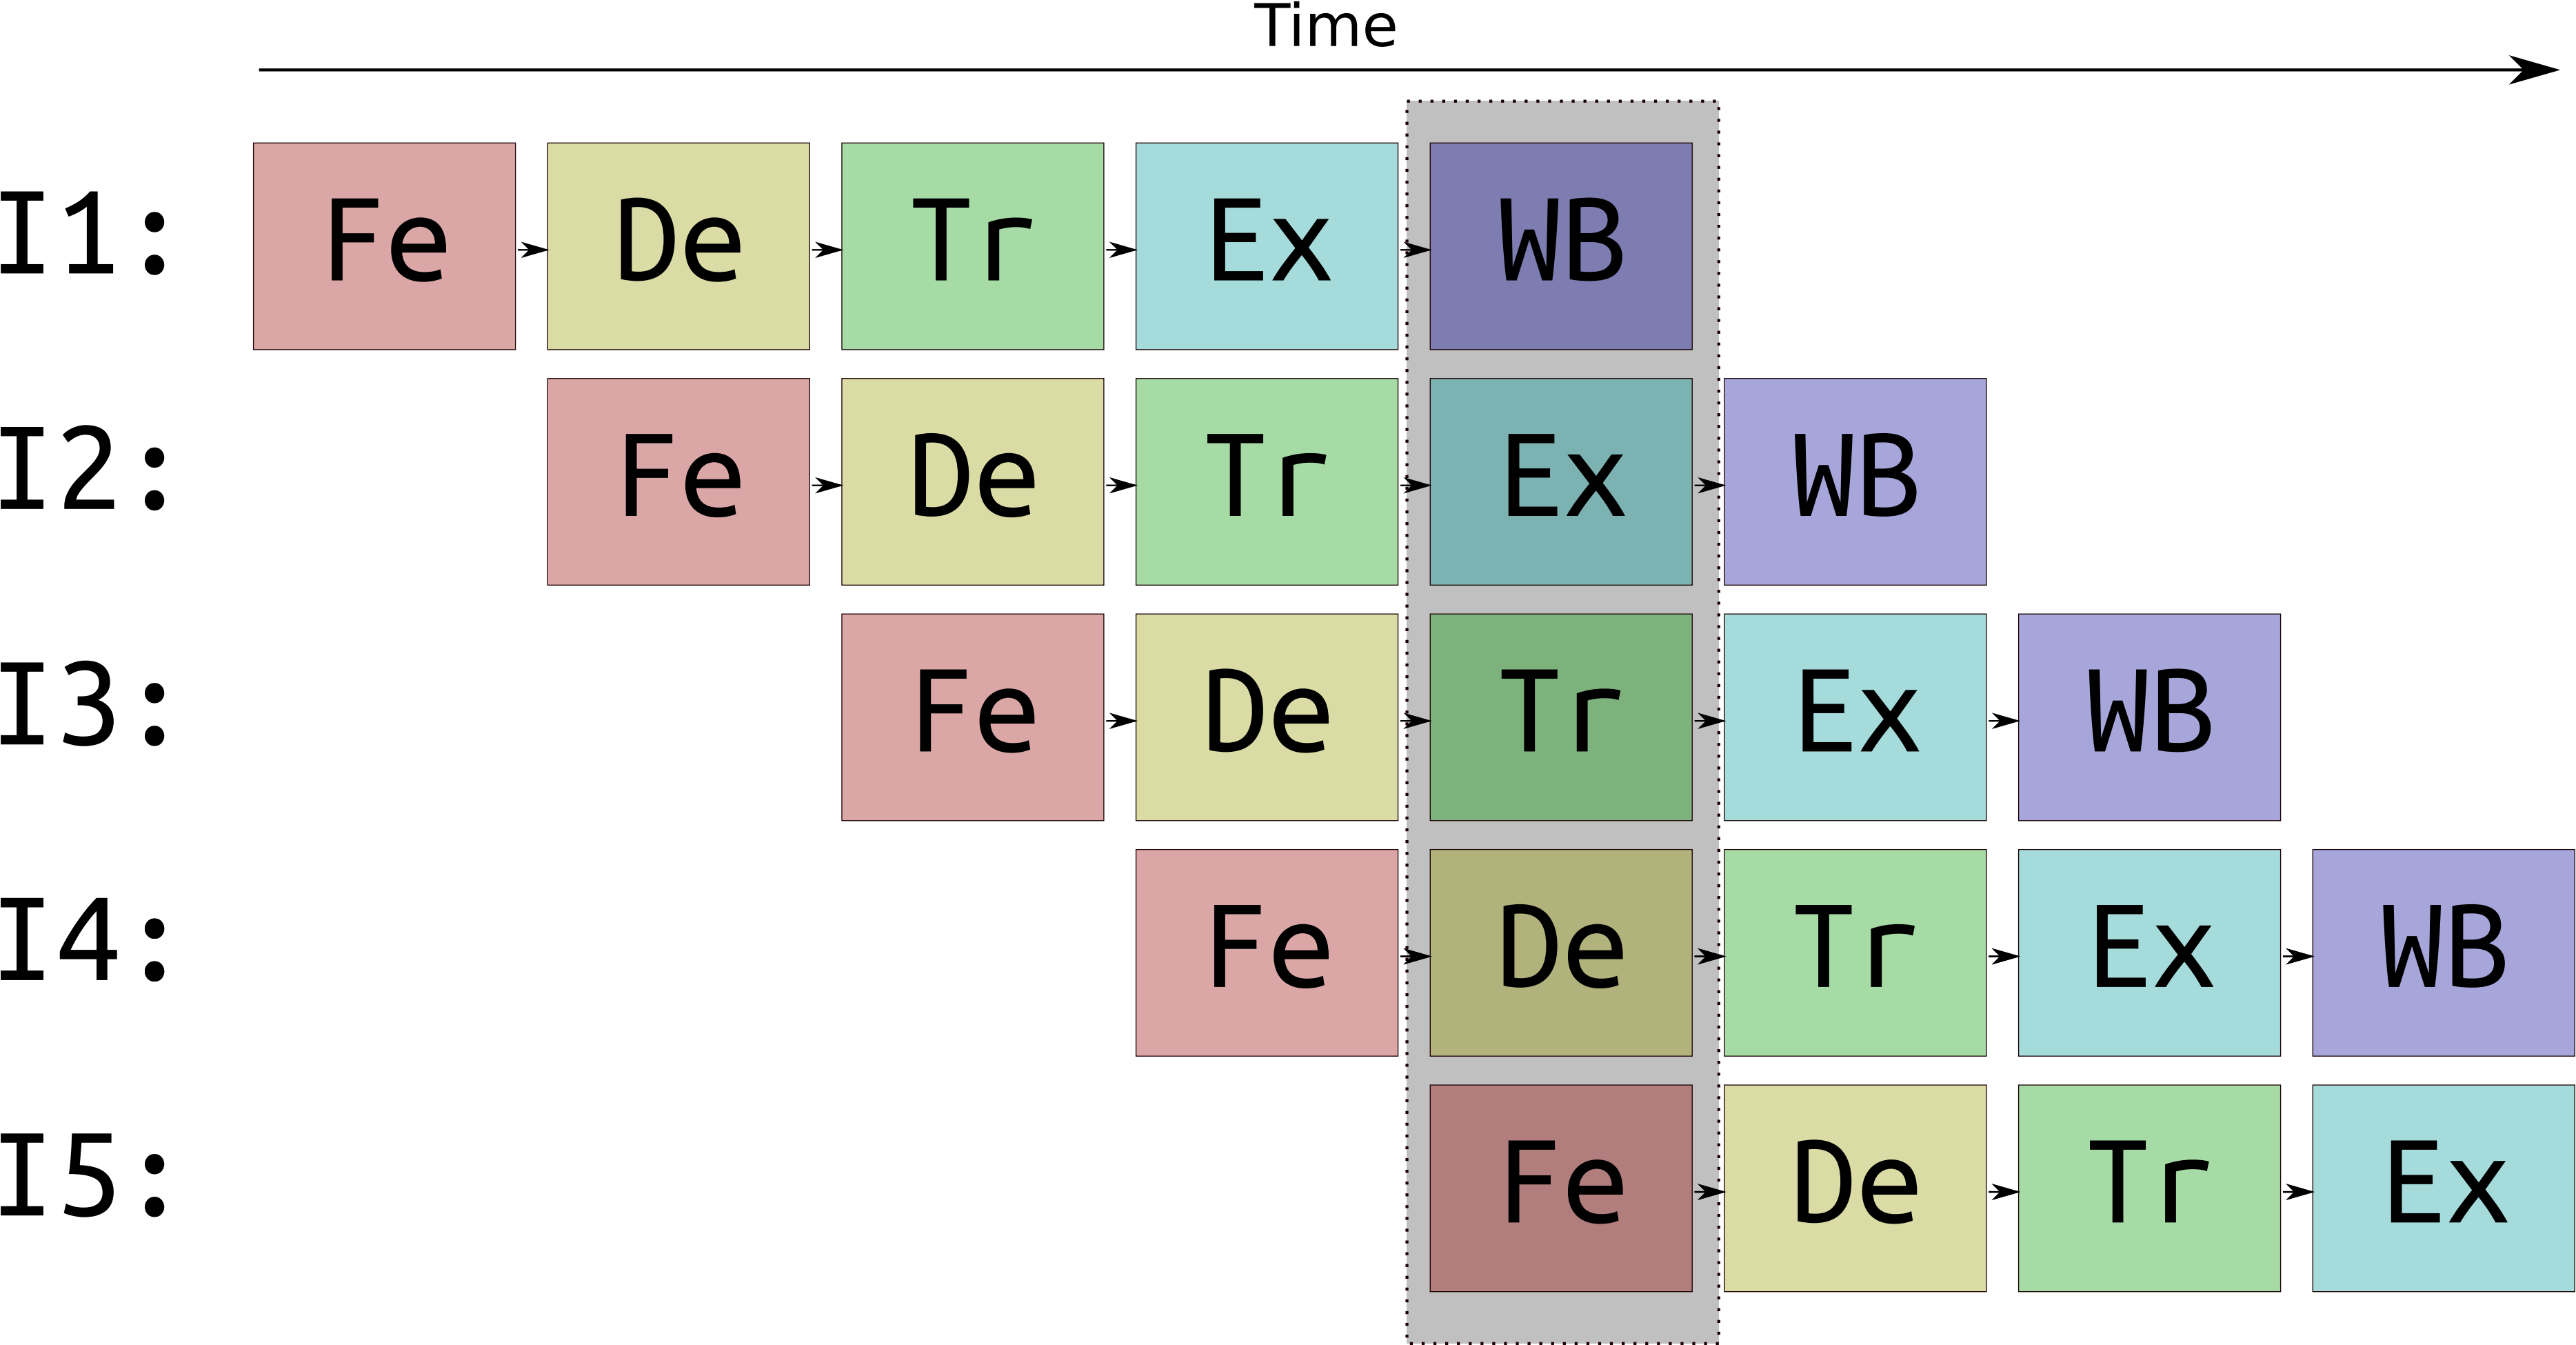 Time
I1: Fe De Tr Ex WB
I2: Fe De Tr Ex WB
I3: Fe De Tr Ex WB
I4: Fe De Tr Ex WB
I5: Fe De Tr Ex